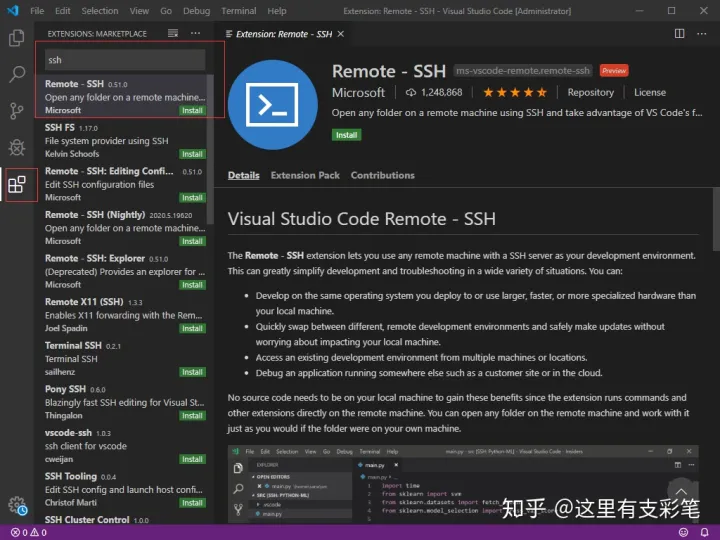 File Edit Selection View Go Debug Terminal Help
Extension: Remote - SSH - Visual Studio Code [Administrator]
EXTENSIONS: MARKETPLACE
ssh
Remote - SSH 0.51.0
Open any folder on a remote machine...
Microsoft Install
SSH FS 1.17.0
File system provider using SSH
Kelvin Schoofs Install
Remote - SSH: Editing Confi... 0.51.0
Edit SSH configuration files
Microsoft Install
Remote - SSH (Nightly) 2020.5.19620
Open any folder on a remote machine...
Microsoft Install
Remote - SSH: Explorer 0.51.0
(Deprecated) Provides an explorer for ...
Microsoft Install
Remote X11 (SSH) 1.3.3
Enables X11 forwarding with the Rem...
Joel Spadin Install
Terminal SSH 0.2.1
Terminal SSH
sailhenz Install
Pony SSH 0.6.0
Blazingly fast SSH editing for Visual St...
Thingalon Install
vscode-ssh 1.0.3
ssh client for vscode
cweijan Install
SSH Tooling 0.0.4
Edit SSH config and launch host confi...
Christof Marti Install
SSH Cluster Control 1.0.0
Extension: Remote - SSH
Remote - SSH ms-vscode-remote.remote-ssh Preview
Microsoft 1,248,868 Repository License
Open any folder on a remote machine using SSH and take advantage of VS Code's f...
Install
Details Extension Pack Contributions
Visual Studio Code Remote - SSH
The Remote - SSH extension lets you use any remote machine with a SSH server as your development environment.
This can greatly simplify development and troubleshooting in a wide variety of situations. You can:
• Develop on the same operating system you deploy to or use larger, faster, or more specialized hardware than
your local machine.
• Quickly swap between different, remote development environments and safely make updates without
worrying about impacting your local machine.
• Access an existing development environment from multiple machines or locations.
• Debug an application running somewhere else such as a customer site or in the cloud.
No source code needs to be on your local machine to gain these benefits since the extension runs commands and
other extensions directly on the remote machine. You can open any folder on the remote machine and work with it
just as you would if the folder were on your own machine.
File Edit Selection View Go Debug Terminal Help
main.py - src [SSH: Python-ML] - Visual Studio Code - Insiders
EXPLORER
OPEN EDITORS
main.py
SRC [SSH: PYTHON-ML]
.vscode
main.py
main.py
main.py > ...
1 import time
2 from sklearn import svm
3 from sklearn.datasets import fetch_
4 from sklearn.model_selection import
知乎 @这里有支彩笔
0 0